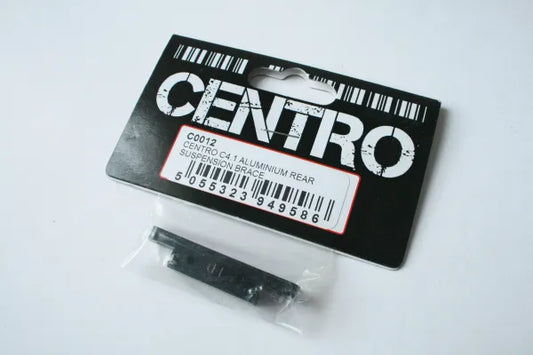 CENTRO
C0012
CENTRO C4.1 ALUMINIUM REAR
SUSPENSION BRACE
5 055323 949586